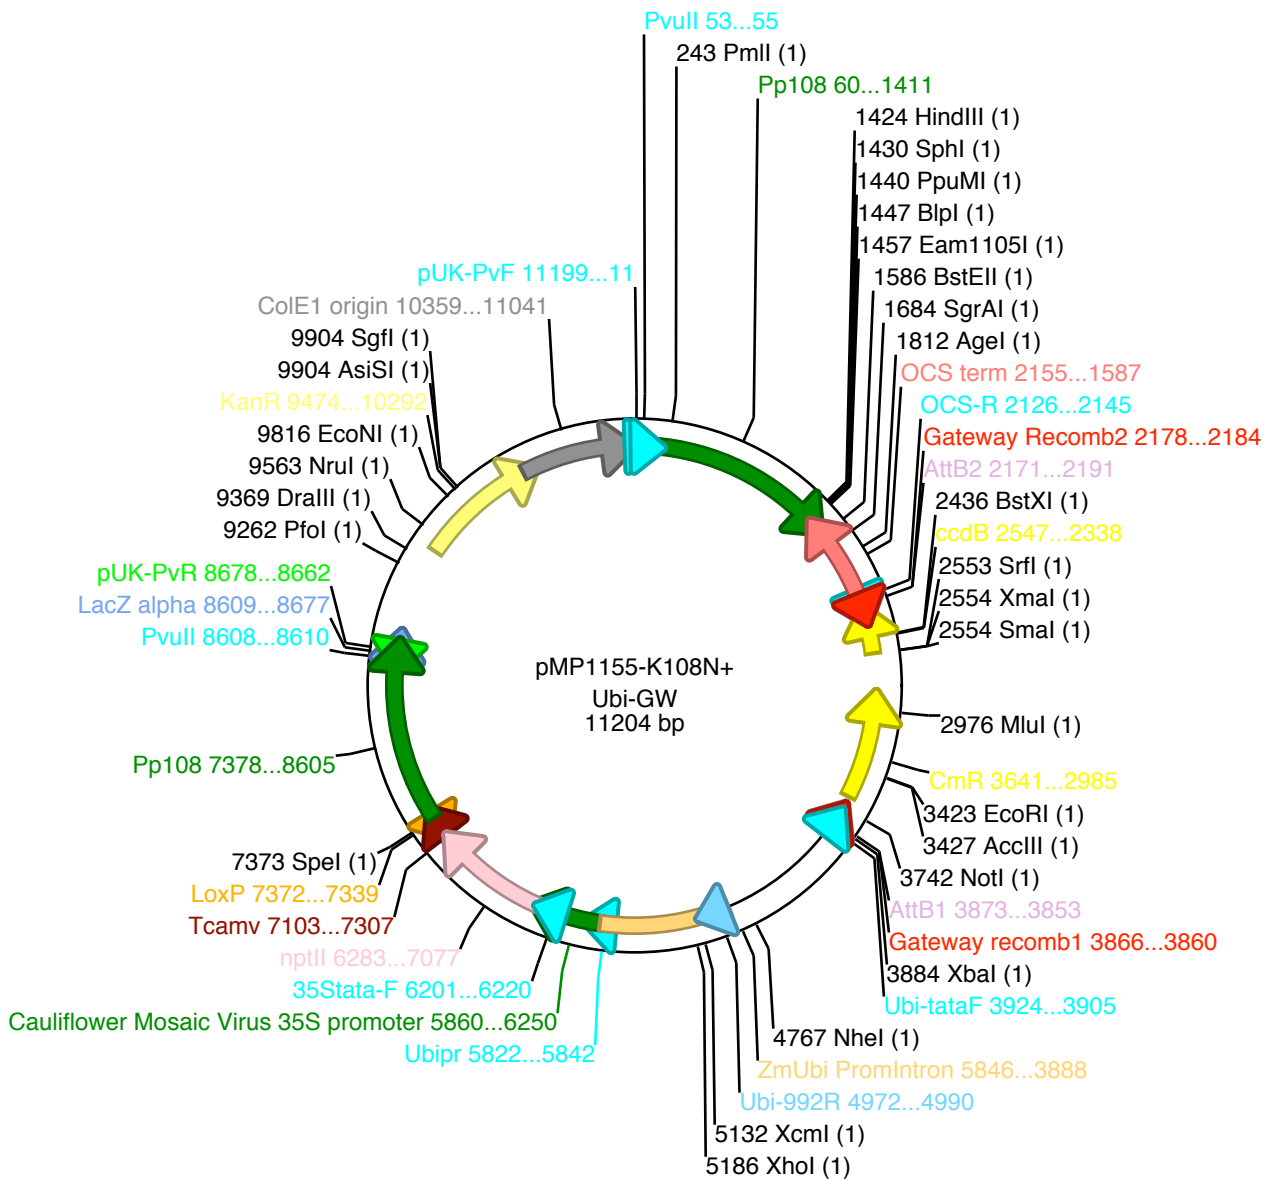 PvuII 53...55
243 PmlI (1)
Pp108 60...1411
1424 HindIII (1)
1430 SphI (1)
1440 PpuMI (1)
1447 BlpI (1)
1457 Eam1105I (1)
1586 BstEII (1)
1684 SgrAI (1)
1812 AgeI (1)
OCS term 2155...1587
OCS-R 2126...2145
Gateway Recomb2 2178...2184
AttB2 2171...2191
2436 BstXI (1)
ccdB 2547...2338
2553 SrfI (1)
2554 XmaI (1)
2554 SmaI (1)
2976 MluI (1)
CmR 3641...2985
3423 EcoRI (1)
3427 AccIII (1)
3742 NotI (1)
AttB1 3873...3853
Gateway recomb1 3866...3860
3884 XbaI (1)
Ubi-tataF 3924...3905
4767 NheI (1)
ZmUbi PromIntron 5846...3888
Ubi-992R 4972...4990
5132 XcmI (1)
5186 XhoI (1)
pUK-PvF 11199...11
ColE1 origin 10359...11041
9904 SgfI (1)
9904 AsiSI (1)
KanR 9474...10292
9816 EcoNI (1)
9563 NruI (1)
9369 DraIII (1)
9262 PfoI (1)
pUK-PvR 8678...8662
LacZ alpha 8609...8677
PvuII 8608...8610
Pp108 7378...8605
7373 SpeI (1)
LoxP 7372...7339
Tcamv 7103...7307
nptII 6283...7077
35Stata-F 6201...6220
Cauliflower Mosaic Virus 35S promoter 5860...6250
Ubipr 5822...5842
pMP1155-K108N+
Ubi-GW
11204 bp